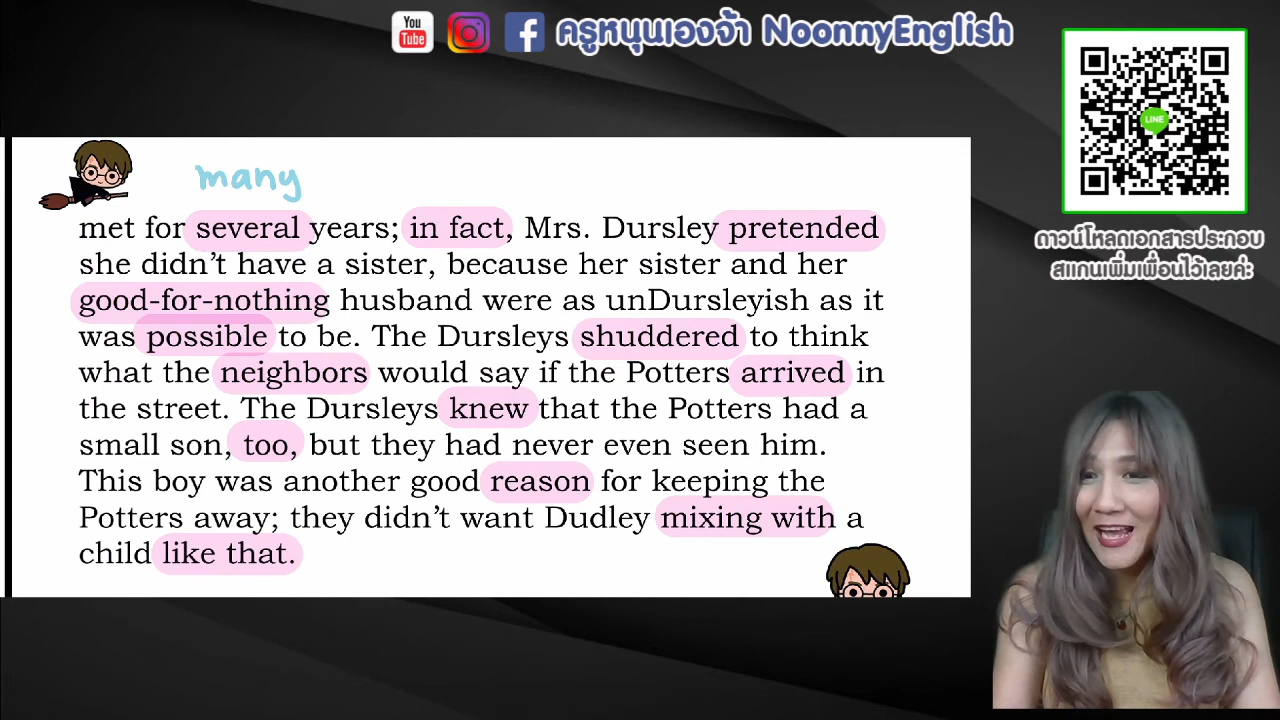 You
Tube
ครูหนุนเองจ้า NoonnyEnglish
LINE
ดาวน์โหลดเอกสารประกอบ
สแกนเพิ่มเพื่อนไว้เลยค่ะ
many
met for several years; in fact, Mrs. Dursley pretended
she didn’t have a sister, because her sister and her
good-for-nothing husband were as unDursleyish as it
was possible to be. The Dursleys shuddered to think
what the neighbors would say if the Potters arrived in
the street. The Dursleys knew that the Potters had a
small son, too, but they had never even seen him.
This boy was another good reason for keeping the
Potters away; they didn’t want Dudley mixing with a
child like that.